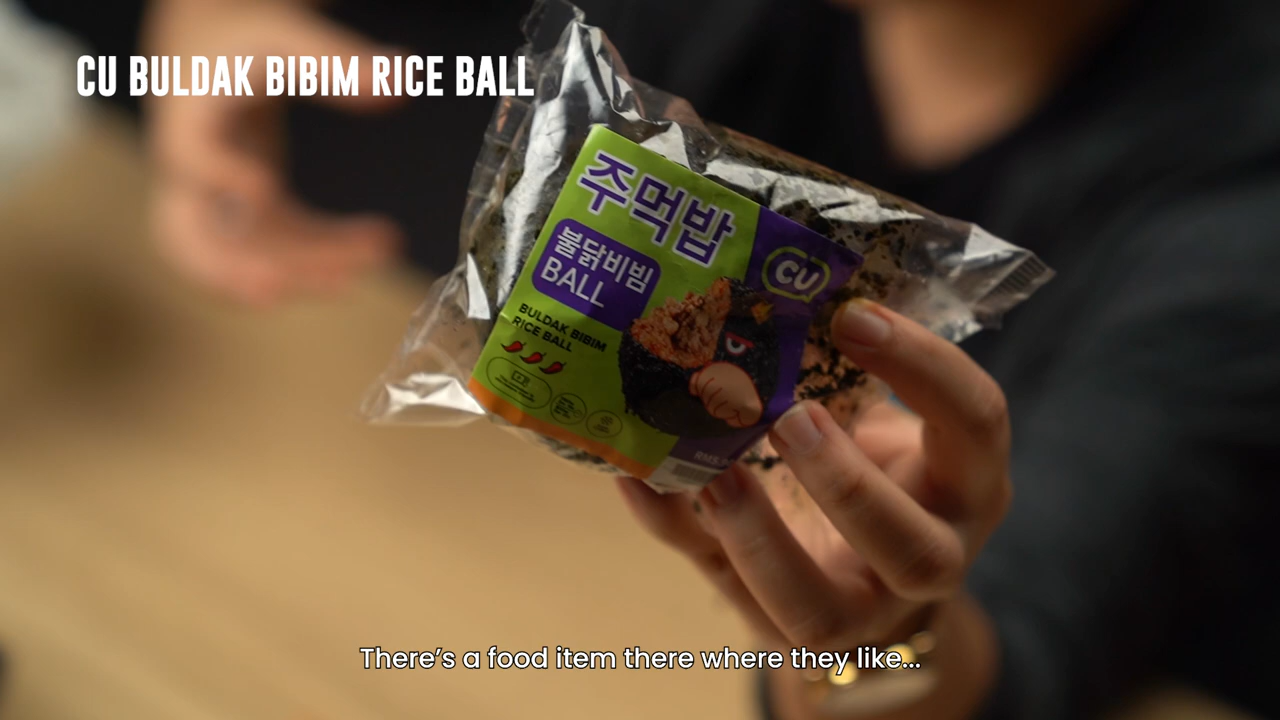 CU BULDAK BIBIM RICE BALL
주먹밥
CU
불닭비빔
BALL
BULDAK BIBIM
RICE BALL
There's a food item there where they like...